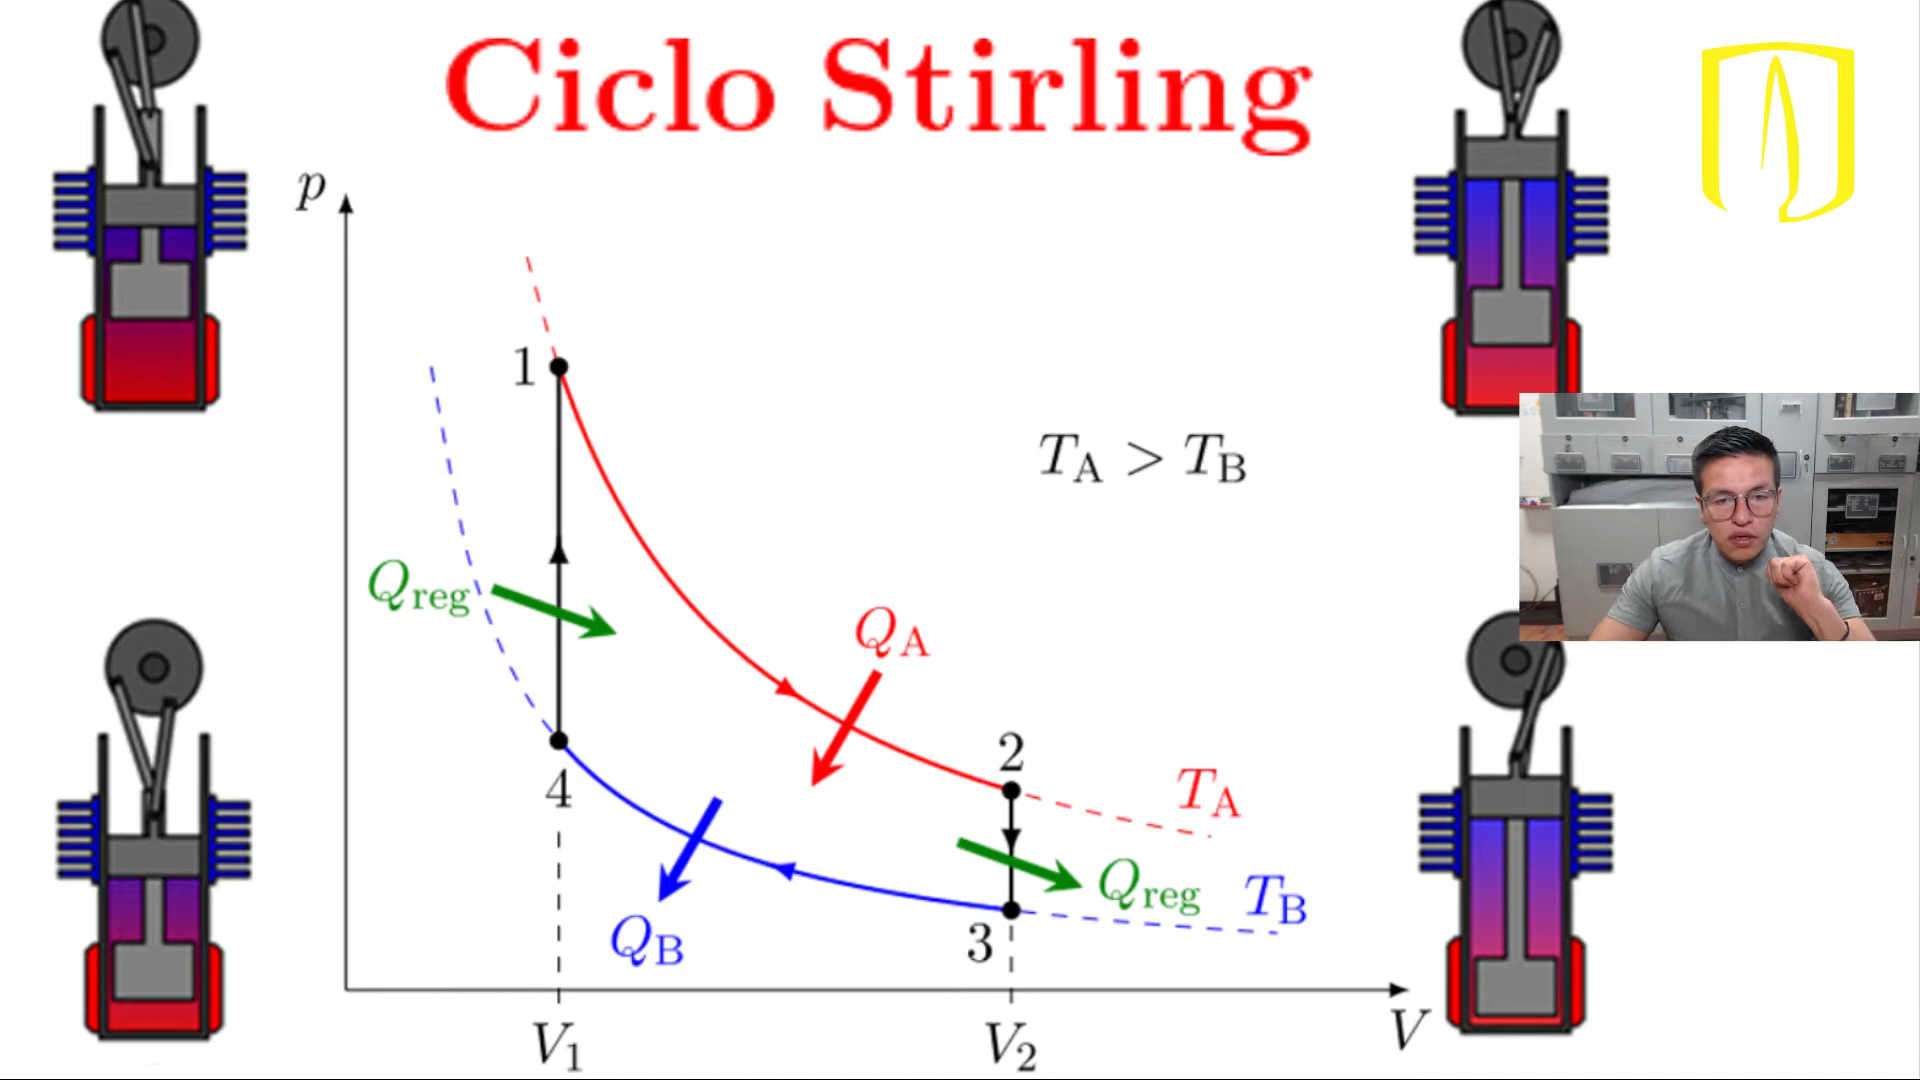 Ciclo Stirling
p
1
T_A > T_B
Q_reg
Q_A
2
T_A
4
Q_reg
T_B
Q_B
3
V_1
V_2
V